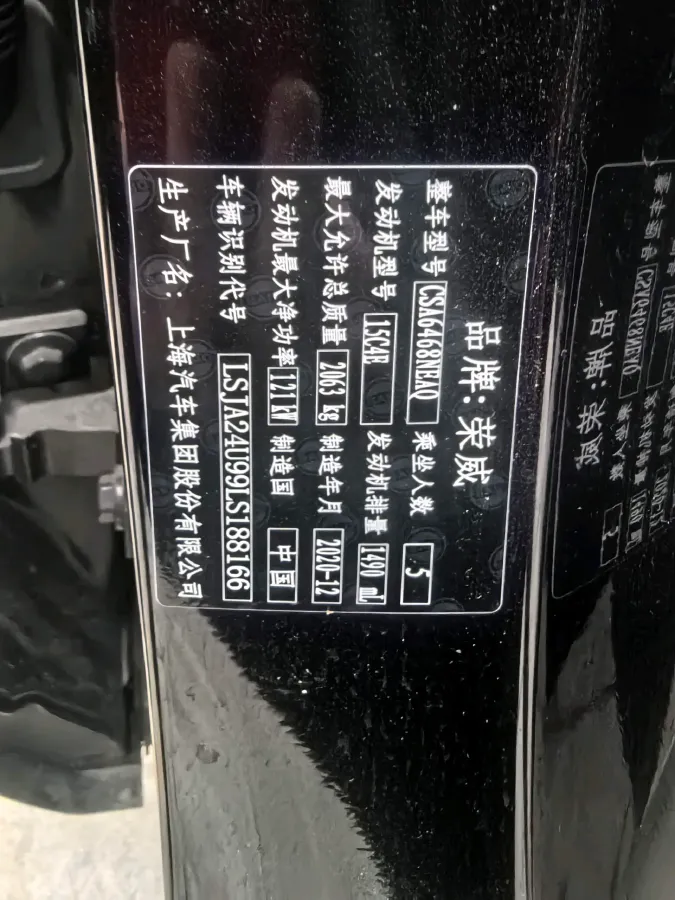 品牌: 荣威
整车型号 CSA6468NEAQ 乘坐人数 5
发动机型号 15C4E 发动机排量 1490 mL
最大允许总质量 2063 kg 制造年月 2020-12
发动机最大净功率 121kW 制造国 中国
车辆识别代号 LSJA24U99LS188166
生产厂名: 上海汽车集团股份有限公司